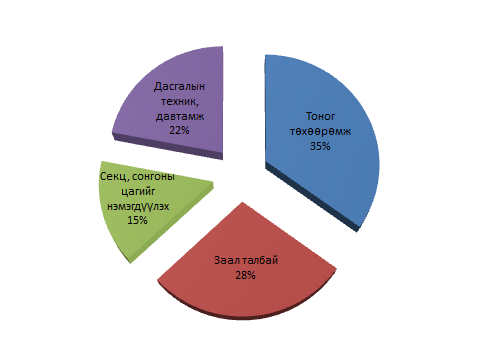 Дасгалын
техник,
давтамж
22%
Тоног
төхөөрөмж
35%
Секц, сонгоны
цагийг
нэмэгдүүлэх
15%
Заал талбай
28%